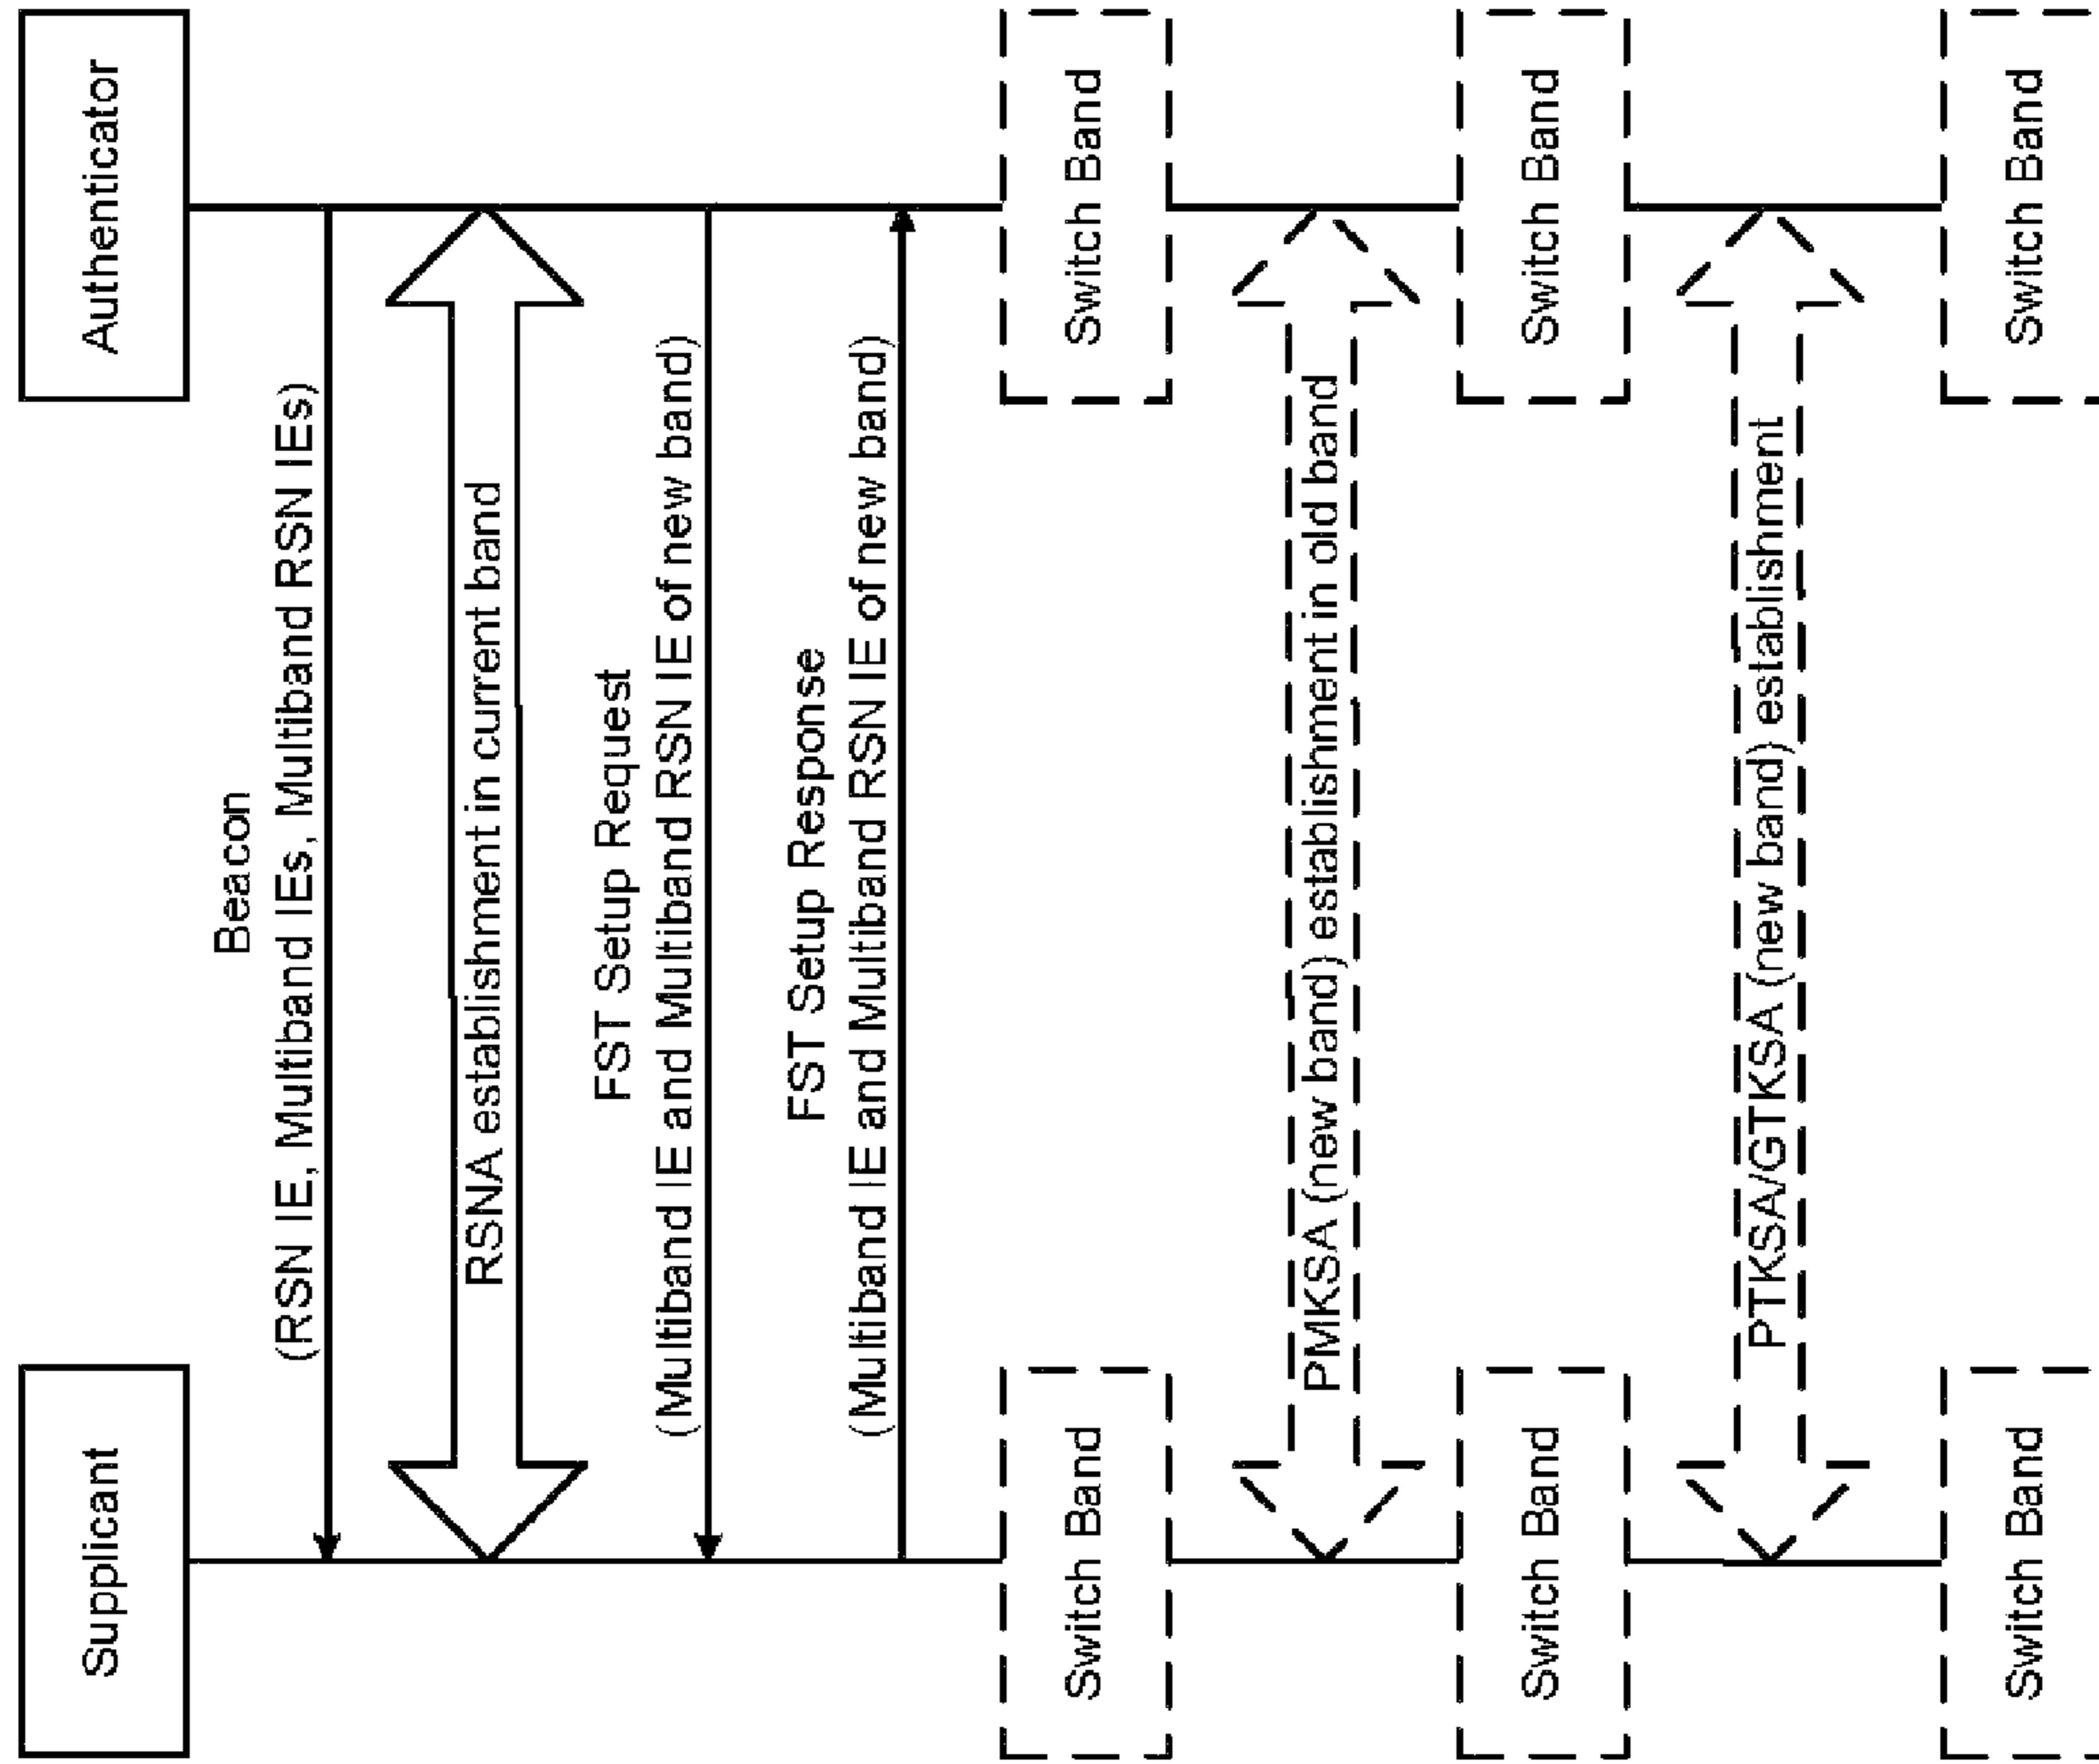 Supplicant
Authenticator
Beacon
(RSN IE, Multiband IEs, Multiband RSN IEs)
RSNA establishment in current band
FST Setup Request
(Multiband IE and Multiband RSN IE of new band)
FST Setup Response
(Multiband IE and Multiband RSN IE of new band)
Switch Band
Switch Band
PMKSA (new band) establishment in old band
Switch Band
Switch Band
PTKSA/GTKSA (new band) establishment
Switch Band
Switch Band